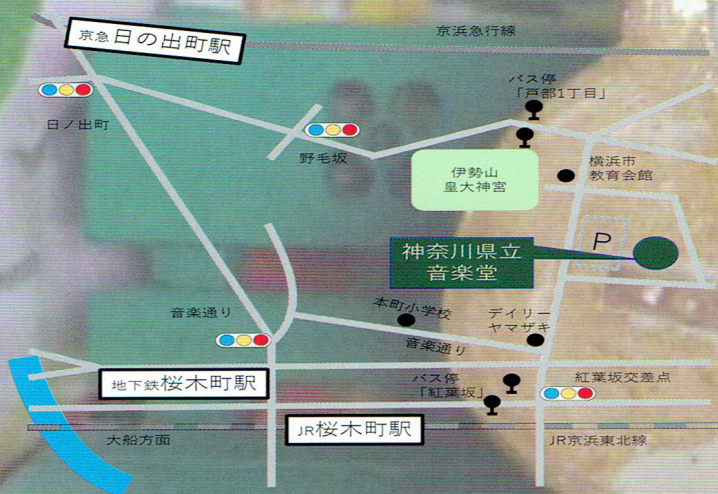 京急日の出町駅
京浜急行線
バス停
「戸部1丁目」
日ノ出町
野毛坂
伊勢山
皇大神宮
横浜市
教育会館
P
神奈川県立
音楽堂
音楽通り
本町小学校
デイリー
ヤマザキ
音楽通り
地下鉄桜木町駅
バス停
「紅葉坂」
紅葉坂交差点
JR桜木町駅
大船方面
JR京浜東北線